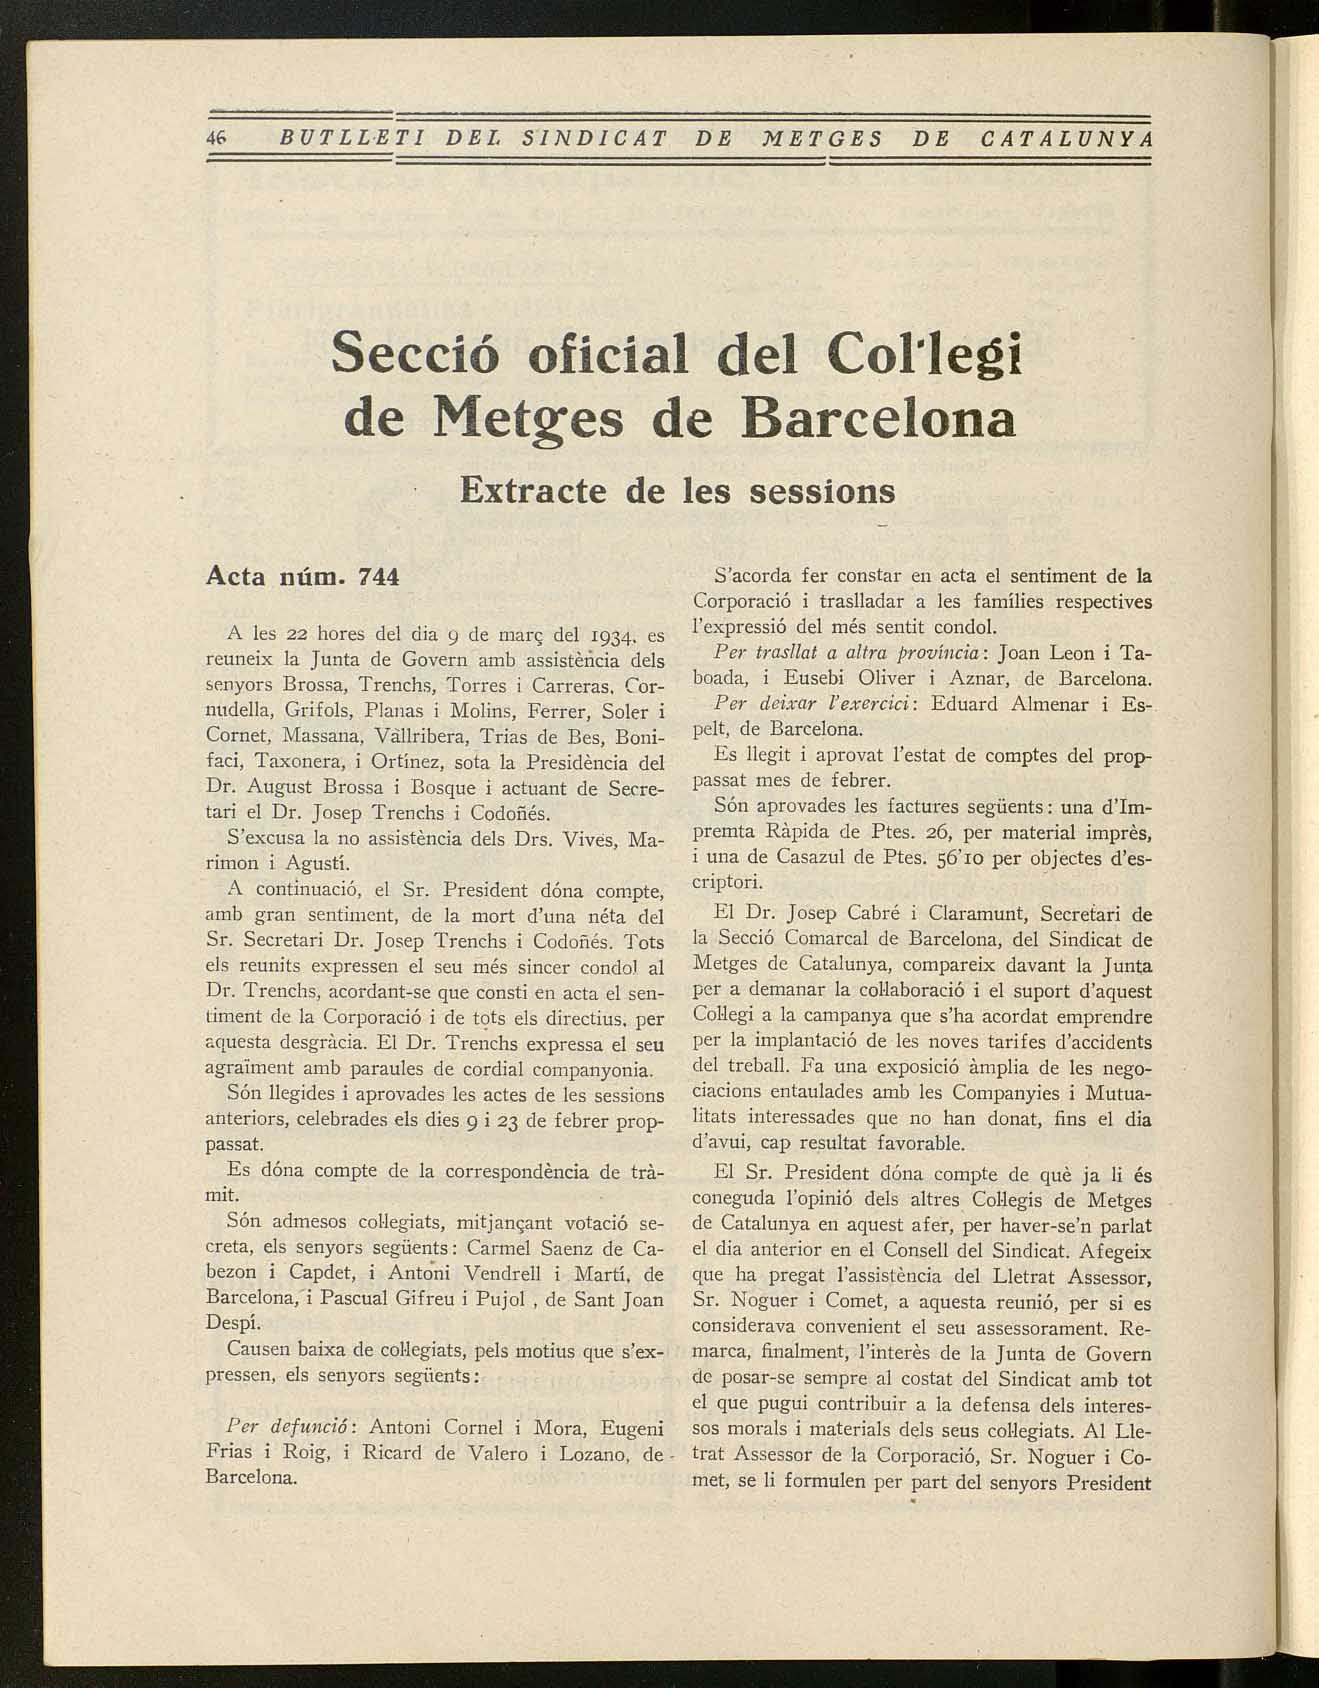 46 BUTLLETI DEL SINDICAT DE METGES DE CATALUNYA
Secció oficial del Col·legi
de Metges de Barcelona
Extracte de les sessions
Acta núm. 744
A les 22 hores del dia 9 de març del 1934, es
reuneix la Junta de Govern amb assistència dels
senyors Brossa, Trenchs, Torres i Carreras, Cor-
nudella, Grifols, Planas i Molins, Ferrer, Soler i
Cornet, Massana, Vallribera, Trias de Bes, Boni-
faci, Taxonera, i Ortínez, sota la Presidència del
Dr. August Brossa i Bosque i actuant de Secre-
tari el Dr. Josep Trenchs i Codoñés.
S'excusa la no assistència dels Drs. Vives, Ma-
rimon i Agustí.
A continuació, el Sr. President dóna compte,
amb gran sentiment, de la mort d'una néta del
Sr. Secretari Dr. Josep Trenchs i Codoñés. Tots
els reunits expressen el seu més sincer condol al
Dr. Trenchs, acordant-se que consti en acta el sen-
timent de la Corporació i de tots els directius, per
aquesta desgràcia. El Dr. Trenchs expressa el seu
agraïment amb paraules de cordial companyonia.
Són llegides i aprovades les actes de les sessions
anteriors, celebrades els dies 9 i 23 de febrer prop-
passat.
Es dóna compte de la correspondència de trà-
mit.
Són admesos col·legiats, mitjançant votació se-
creta, els senyors següents: Carmel Saenz de Ca-
bezon i Capdet, i Antoni Vendrell i Martí, de
Barcelona, i Pascual Gifreu i Pujol , de Sant Joan
Despí.
Causen baixa de col·legiats, pels motius que s'ex-
pressen, els senyors següents:
Per defunció: Antoni Cornel i Mora, Eugeni
Frias i Roig, i Ricard de Valero i Lozano, de
Barcelona.
S'acorda fer constar en acta el sentiment de la
Corporació i traslladar a les famílies respectives
l'expressió del més sentit condol.
Per trasllat a altra província: Joan Leon i Ta-
boada, i Eusebi Oliver i Aznar, de Barcelona.
Per deixar l'exercici: Eduard Almenar i Es-
pelt, de Barcelona.
Es llegit i aprovat l'estat de comptes del prop-
passat mes de febrer.
Són aprovades les factures següents: una d'Im-
premta Ràpida de Ptes. 26, per material imprès,
i una de Casazul de Ptes. 56'10 per objectes d'es-
criptori.
El Dr. Josep Cabré i Claramunt, Secretari de
la Secció Comarcal de Barcelona, del Sindicat de
Metges de Catalunya, compareix davant la Junta
per a demanar la col·laboració i el suport d'aquest
Col·legi a la campanya que s'ha acordat emprendre
per la implantació de les noves tarifes d'accidents
del treball. Fa una exposició àmplia de les nego-
ciacions entaulades amb les Companyies i Mutua-
litats interessades que no han donat, fins el dia
d'avui, cap resultat favorable.
El Sr. President dóna compte de què ja li és
coneguda l'opinió dels altres Col·legis de Metges
de Catalunya en aquest afer, per haver-se'n parlat
el dia anterior en el Consell del Sindicat. Afegeix
que ha pregat l'assistència del Lletrat Assessor,
Sr. Noguer i Comet, a aquesta reunió, per si es
considerava convenient el seu assessorament. Re-
marca, finalment, l'interès de la Junta de Govern
de posar-se sempre al costat del Sindicat amb tot
el que pugui contribuir a la defensa dels interes-
sos morals i materials dels seus col·legiats. Al Lle-
trat Assessor de la Corporació, Sr. Noguer i Co-
met, se li formulen per part del senyors President